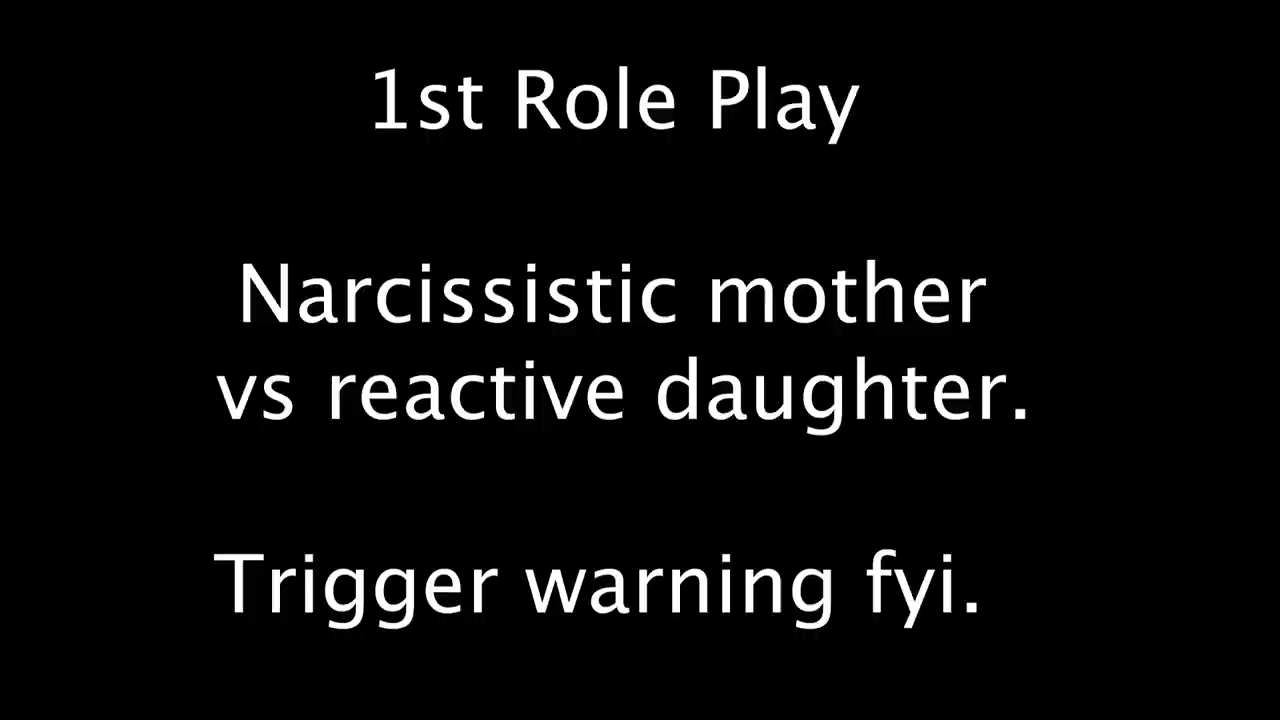 1st Role Play
Narcissistic mother
vs reactive daughter.
Trigger warning fyi.